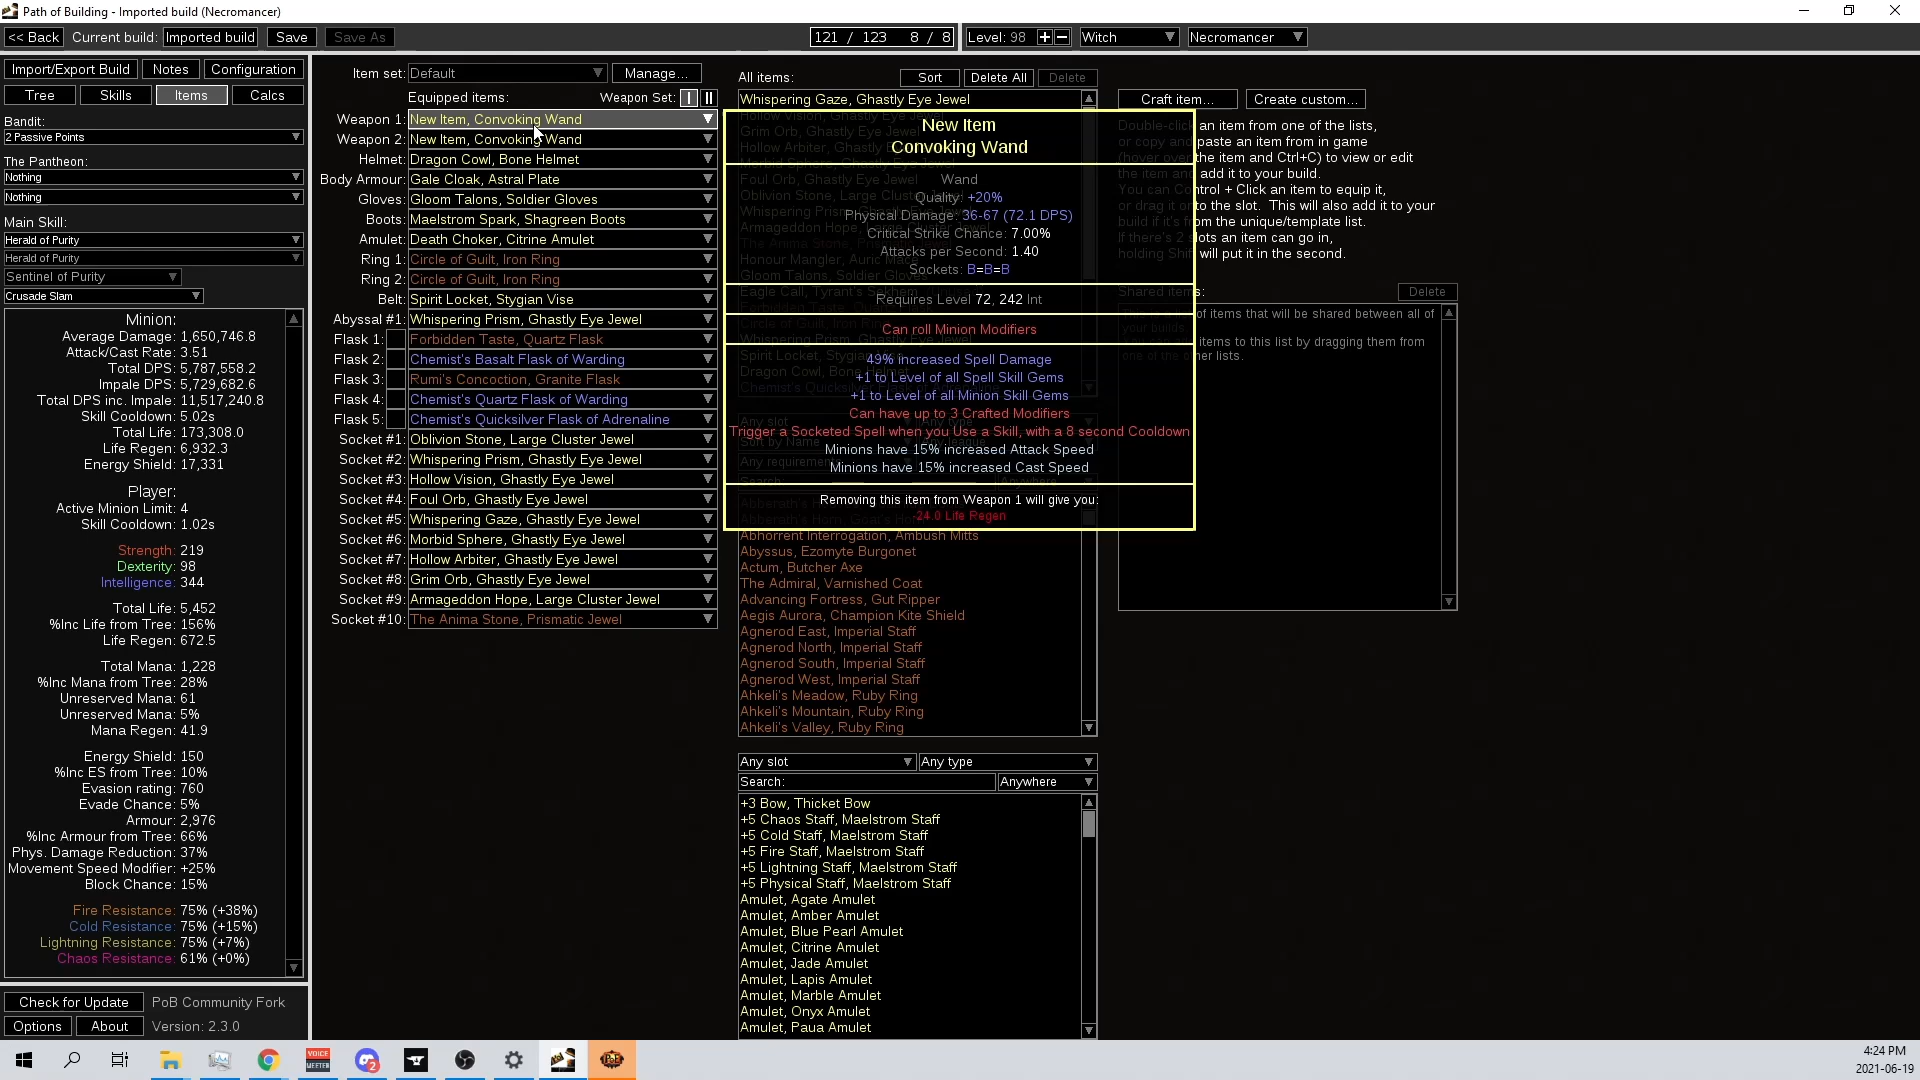 Path of Building - Imported build (Necromancer)
<< Back
Current build: Imported build
Save
Save As
121 / 123 8 / 8
Level: 98
Witch
Necromancer
Import/Export Build
Notes
Configuration
Tree
Skills
Items
Calcs
Bandit:
2 Passive Points
The Pantheon:
Nothing
Nothing
Main Skill:
Herald of Purity
Herald of Purity
Sentinel of Purity
Crusade Slam
Minion:
Average Damage: 1,650,746.8
Attack/Cast Rate: 3.51
Total DPS: 5,787,558.2
Impale DPS: 5,729,682.6
Total DPS inc. Impale: 11,517,240.8
Skill Cooldown: 5.02s
Total Life: 173,308.0
Life Regen: 6,932.3
Energy Shield: 17,331
Player:
Active Minion Limit: 4
Skill Cooldown: 1.02s
Strength: 219
Dexterity: 98
Intelligence: 344
Total Life: 5,452
%Inc Life from Tree: 156%
Life Regen: 672.5
Total Mana: 1,228
%Inc Mana from Tree: 28%
Unreserved Mana: 61
Unreserved Mana: 5%
Mana Regen: 41.9
Energy Shield: 150
%Inc ES from Tree: 10%
Evasion rating: 760
Evade Chance: 5%
Armour: 2,976
%Inc Armour from Tree: 66%
Phys. Damage Reduction: 37%
Movement Speed Modifier: +25%
Block Chance: 15%
Fire Resistance: 75% (+38%)
Cold Resistance: 75% (+15%)
Lightning Resistance: 75% (+7%)
Chaos Resistance: 61% (+0%)
Check for Update
PoB Community Fork
Options
About
Version: 2.3.0
Item set: Default
Manage...
Equipped items:
Weapon Set: I II
Weapon 1: New Item, Convoking Wand
Weapon 2: New Item, Convoking Wand
Helmet: Dragon Cowl, Bone Helmet
Body Armour: Gale Cloak, Astral Plate
Gloves: Gloom Talons, Soldier Gloves
Boots: Maelstrom Spark, Shagreen Boots
Amulet: Death Choker, Citrine Amulet
Ring 1: Circle of Guilt, Iron Ring
Ring 2: Circle of Guilt, Iron Ring
Belt: Spirit Locket, Stygian Vise
Abyssal #1: Whispering Prism, Ghastly Eye Jewel
Flask 1: Forbidden Taste, Quartz Flask
Flask 2: Chemist's Basalt Flask of Warding
Flask 3: Rumi's Concoction, Granite Flask
Flask 4: Chemist's Quartz Flask of Warding
Flask 5: Chemist's Quicksilver Flask of Adrenaline
Socket #1: Oblivion Stone, Large Cluster Jewel
Socket #2: Whispering Prism, Ghastly Eye Jewel
Socket #3: Hollow Vision, Ghastly Eye Jewel
Socket #4: Foul Orb, Ghastly Eye Jewel
Socket #5: Whispering Gaze, Ghastly Eye Jewel
Socket #6: Morbid Sphere, Ghastly Eye Jewel
Socket #7: Hollow Arbiter, Ghastly Eye Jewel
Socket #8: Grim Orb, Ghastly Eye Jewel
Socket #9: Armageddon Hope, Large Cluster Jewel
Socket #10: The Anima Stone, Prismatic Jewel
All items:
Sort
Delete All
Delete
Whispering Gaze, Ghastly Eye Jewel
New Item
Convoking Wand
Wand
Quality: +20%
Physical Damage: 36-67 (72.1 DPS)
Critical Strike Chance: 7.00%
Attacks per Second: 1.40
Sockets: B=B=B
Requires Level 72, 242 Int
Can roll Minion Modifiers
49% increased Spell Damage
+1 to Level of all Spell Skill Gems
+1 to Level of all Minion Skill Gems
Can have up to 3 Crafted Modifiers
Trigger a Socketed Spell when you Use a Skill, with a 8 second Cooldown
Minions have 15% increased Attack Speed
Minions have 15% increased Cast Speed
Removing this item from Weapon 1 will give you:
-24.0 Life Regen
Abhorrent Interrogation, Ambush Mitts
Abyssus, Ezomyte Burgonet
Actum, Butcher Axe
The Admiral, Varnished Coat
Advancing Fortress, Gut Ripper
Aegis Aurora, Champion Kite Shield
Agnerod East, Imperial Staff
Agnerod North, Imperial Staff
Agnerod South, Imperial Staff
Agnerod West, Imperial Staff
Ahkeli's Meadow, Ruby Ring
Ahkeli's Mountain, Ruby Ring
Ahkeli's Valley, Ruby Ring
Any slot
Any type
Search:
Anywhere
+3 Bow, Thicket Bow
+5 Chaos Staff, Maelstrom Staff
+5 Cold Staff, Maelstrom Staff
+5 Fire Staff, Maelstrom Staff
+5 Lightning Staff, Maelstrom Staff
+5 Physical Staff, Maelstrom Staff
Amulet, Agate Amulet
Amulet, Amber Amulet
Amulet, Blue Pearl Amulet
Amulet, Citrine Amulet
Amulet, Jade Amulet
Amulet, Lapis Amulet
Amulet, Marble Amulet
Amulet, Onyx Amulet
Amulet, Paua Amulet
Craft item...
Create custom...
Double-click an item from one of the lists,
or copy and paste an item from in game
(hover over the item and Ctrl+C) to view or edit
the item and add it to your build.
You can Control + Click an item to equip it,
or drag it onto the slot. This will also add it to your
build if it's from the unique/template list.
If there's 2 slots an item can go in,
holding Shift will put it in the second.
Delete
of items that will be shared between all of
items to this list by dragging them from
one of the other lists.
VOICE
MEETER
2
PoB
4:24 PM
2021-06-19